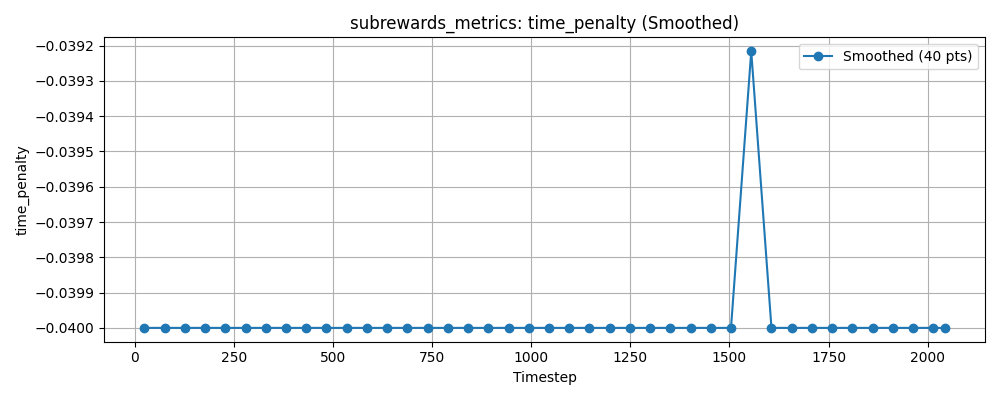 subrewards_metrics: time_penalty (Smoothed)
Smoothed (40 pts)
time_penalty
−0.0392
−0.0393
−0.0394
−0.0395
−0.0396
−0.0397
−0.0398
−0.0399
−0.0400
0 250 500 750 1000 1250 1500 1750 2000
Timestep